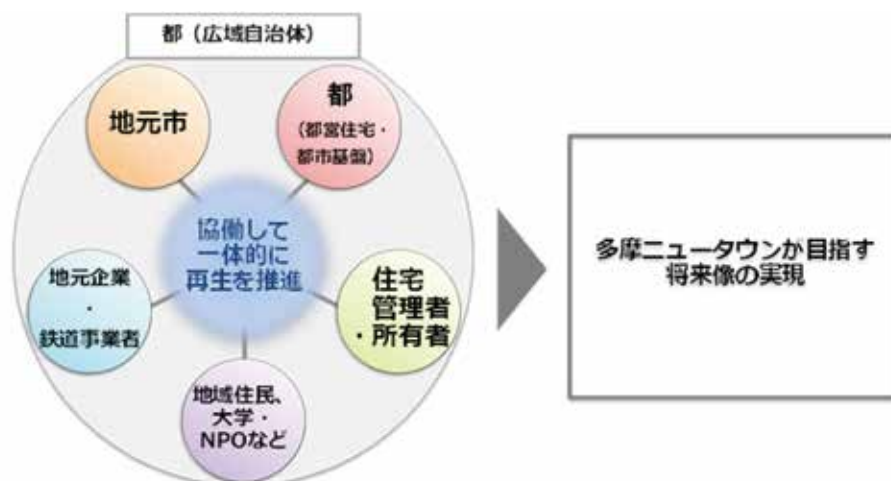 都（広域自治体）
地元市
都
（都営住宅・
都市基盤）
協働して
一体的に
再生を推進
地元企業
・
鉄道事業者
住宅
管理者
・所有者
地域住民、
大学・
NPOなど
多摩ニュータウンが目指す
将来像の実現